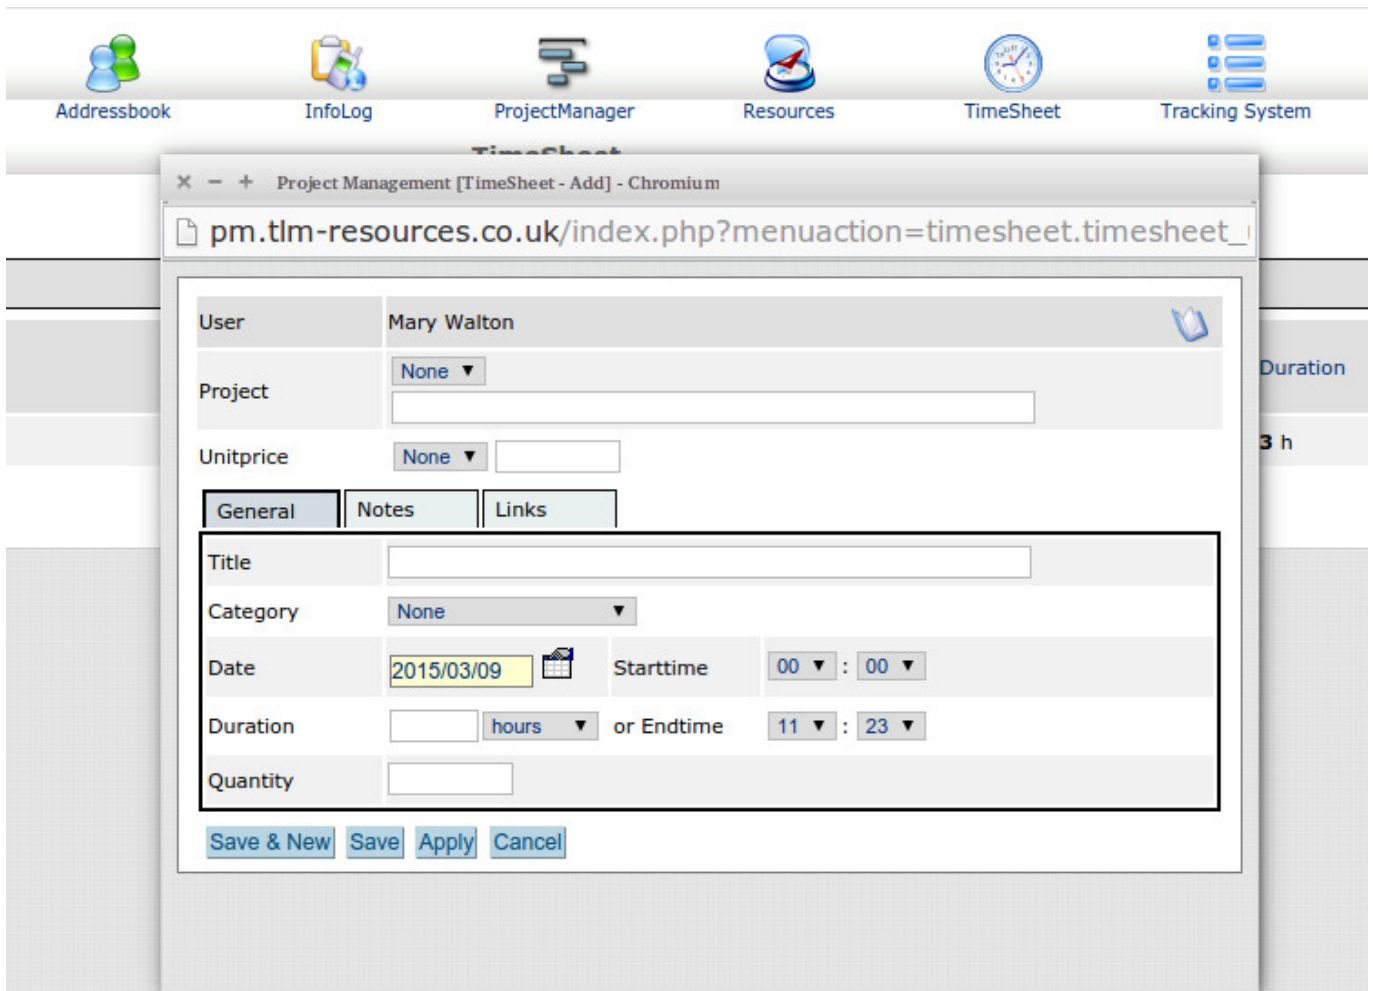 Addressbook InfoLog ProjectManager Resources TimeSheet Tracking System
TimeSheet
Project Management [TimeSheet - Add] - Chromium
pm.tlm-resources.co.uk/index.php?menuaction=timesheet.timesheet_
User Mary Walton
None
Project
Duration
Unitprice None
3 h
General Notes Links
Title
Category None
Date 2015/03/09 Starttime 00 : 00
Duration hours or Endtime 11 : 23
Quantity
Save & New Save Apply Cancel